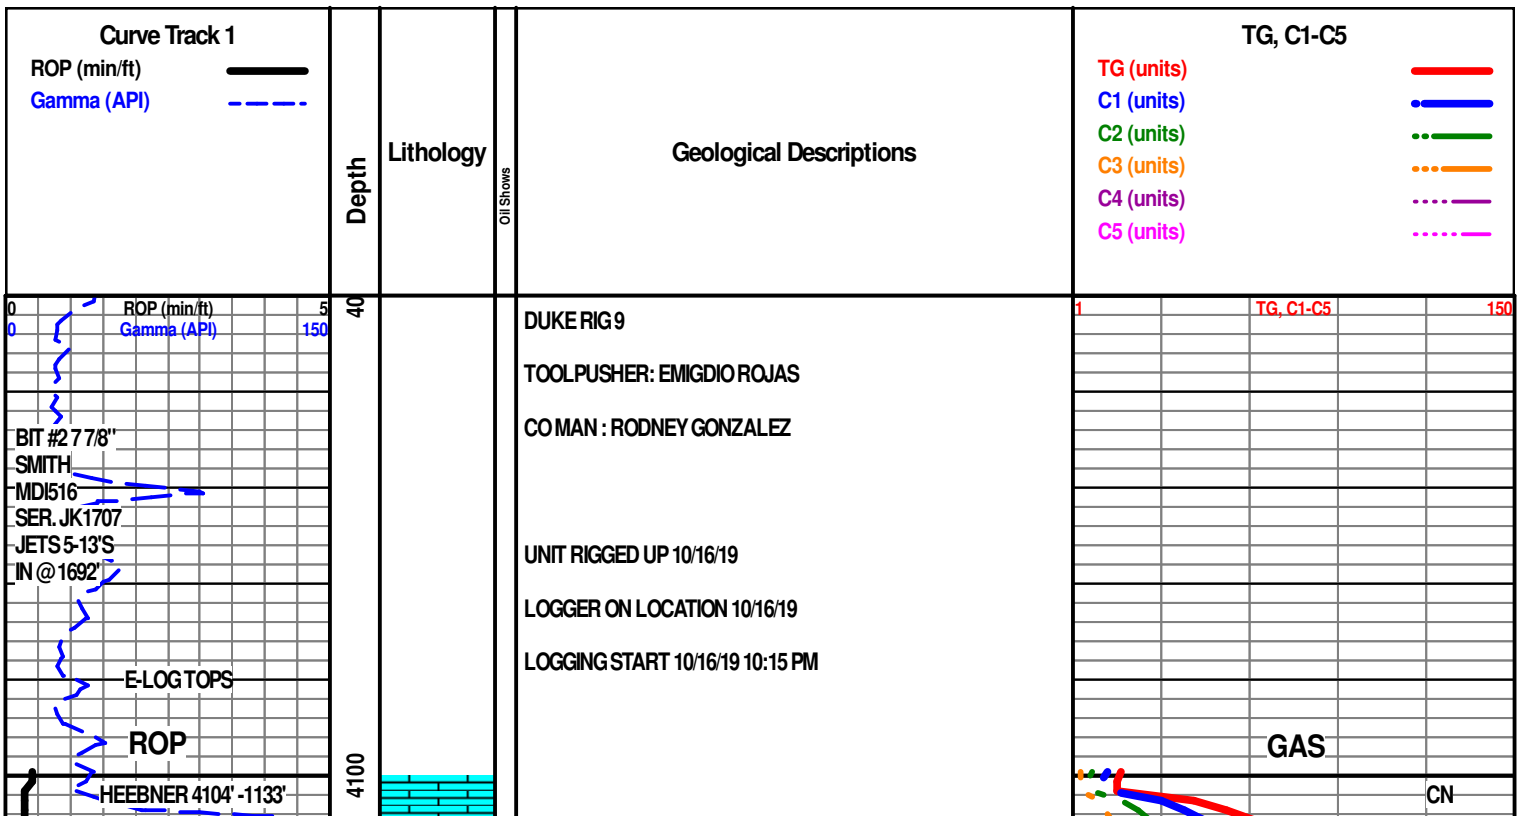 Curve Track 1
ROP (min/ft)
Gamma (API)
Depth
Lithology
Oil Shows
Geological Descriptions
TG, C1-C5
TG (units)
C1 (units)
C2 (units)
C3 (units)
C4 (units)
C5 (units)
0 ROP (min/ft) 5
0 Gamma (API) 150
40
1 TG, C1-C5 150
DUKE RIG 9
TOOLPUSHER: EMIGDIO ROJAS
CO MAN : RODNEY GONZALEZ
BIT #2 7 7/8"
SMITH
MDI516
SER. JK1707
JETS 5-13'S
IN @ 1692'
UNIT RIGGED UP 10/16/19
LOGGER ON LOCATION 10/16/19
LOGGING START 10/16/19 10:15 PM
E-LOG TOPS
ROP
GAS
4100
HEEBNER 4104' -1133'
CN